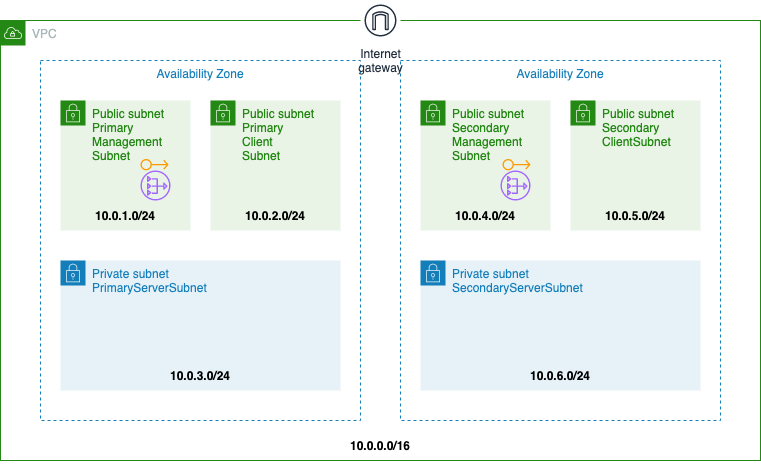 VPC
Internet
gateway
Availability Zone
Availability Zone
Public subnet
Primary
Management
Subnet
10.0.1.0/24
Public subnet
Primary
Client
Subnet
10.0.2.0/24
Public subnet
Secondary
Management
Subnet
10.0.4.0/24
Public subnet
Secondary
ClientSubnet
10.0.5.0/24
Private subnet
PrimaryServerSubnet
10.0.3.0/24
Private subnet
SecondaryServerSubnet
10.0.6.0/24
10.0.0.0/16